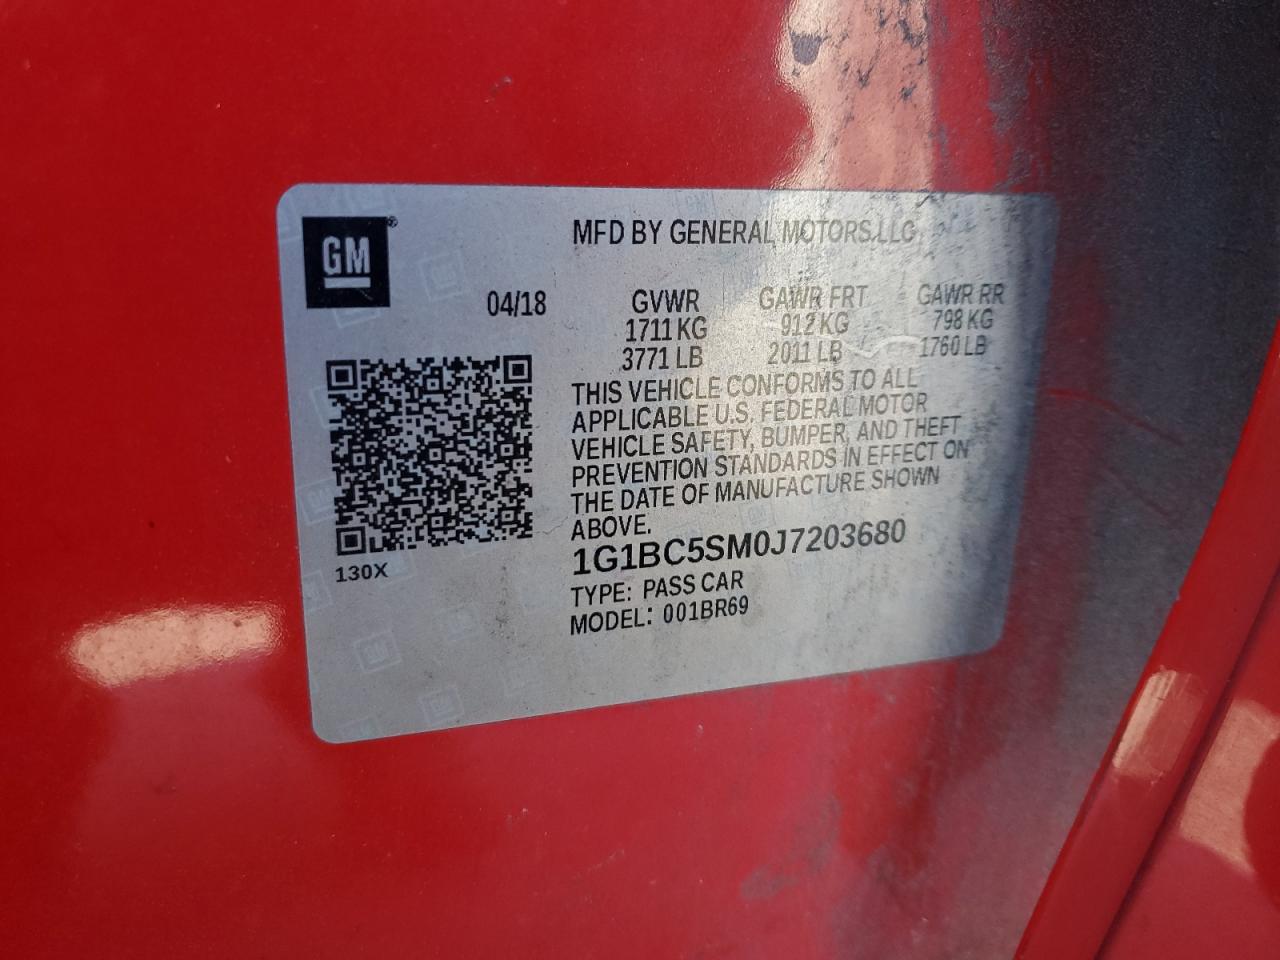 GM®
MFD BY GENERAL MOTORS LLC
04/18
GVWR GAWR FRT GAWR RR
1711 KG 912 KG 798 KG
3771 LB 2011 LB 1760 LB
THIS VEHICLE CONFORMS TO ALL
APPLICABLE U.S. FEDERAL MOTOR
VEHICLE SAFETY, BUMPER, AND THEFT
PREVENTION STANDARDS IN EFFECT ON
THE DATE OF MANUFACTURE SHOWN
ABOVE.
1G1BC5SM0J7203680
TYPE: PASS CAR
MODEL: 001BR69
130X